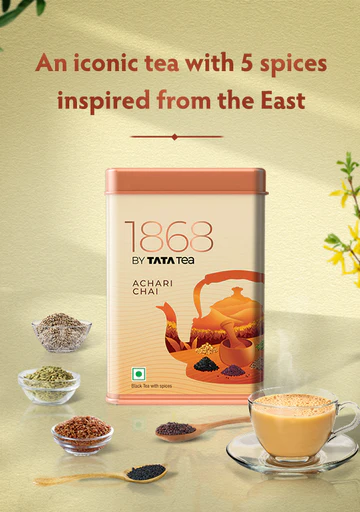 An iconic tea with 5 spices
inspired from the East
1868
BY TATA Tea
ACHARI
CHAI
Black Tea with spices